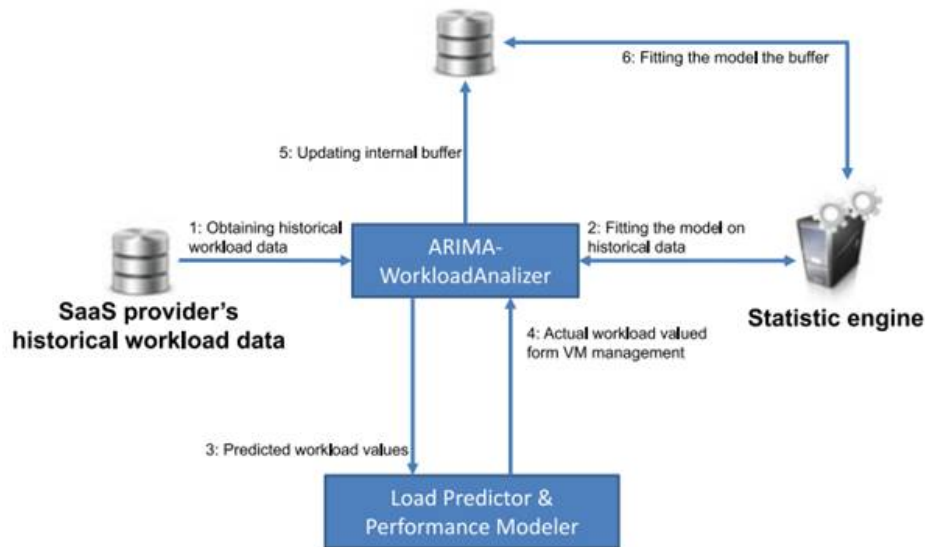 6: Fitting the model the buffer
5: Updating internal buffer
1: Obtaining historical
workload data
2: Fitting the model on
historical data
ARIMA-
WorkloadAnalizer
SaaS provider's
historical workload data
Statistic engine
4: Actual workload valued
form VM management
3: Predicted workload values
Load Predictor &
Performance Modeler